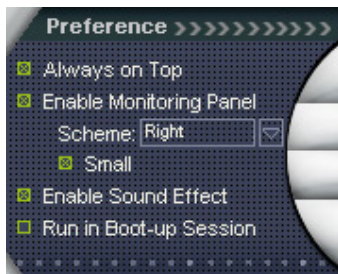 Preference >>>>>>>>>>>
Always on Top
Enable Monitoring Panel
Scheme: Right
Small
Enable Sound Effect
Run in Boot-up Session